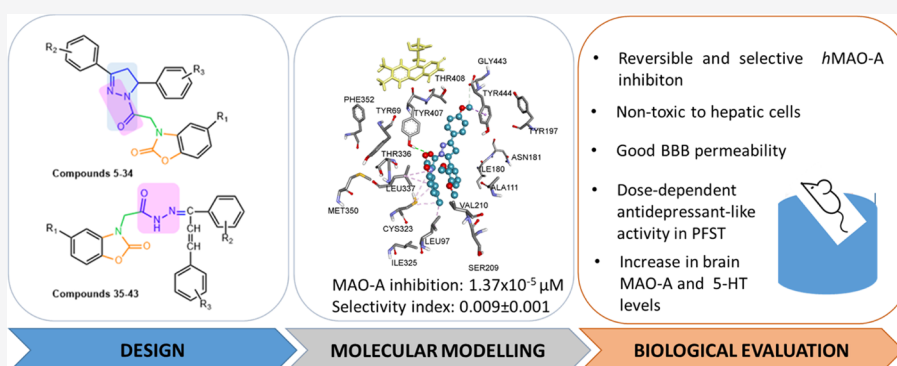 R2
R3
N
N
O
N
O
O
R1
Compounds 5-34
R1
O
N
H
N
N
O
O
R2
R3
Compounds 35-43
THR408
GLY443
PHE352
TYR69
TYR407
TYR444
TYR197
THR336
ASN181
LEU337
ILE180
ALA111
MET350
VAL210
CYS323
LEU97
ILE325
SER209
MAO-A inhibition: 1.37x10-5 µM
Selectivity index: 0.009±0.001
• Reversible and selective hMAO-A
inhibiton
• Non-toxic to hepatic cells
• Good BBB permeability
• Dose-dependent
antidepressant-like
activity in PFST
• Increase in brain
MAO-A and 5-HT
levels
DESIGN
MOLECULAR MODELLING
BIOLOGICAL EVALUATION